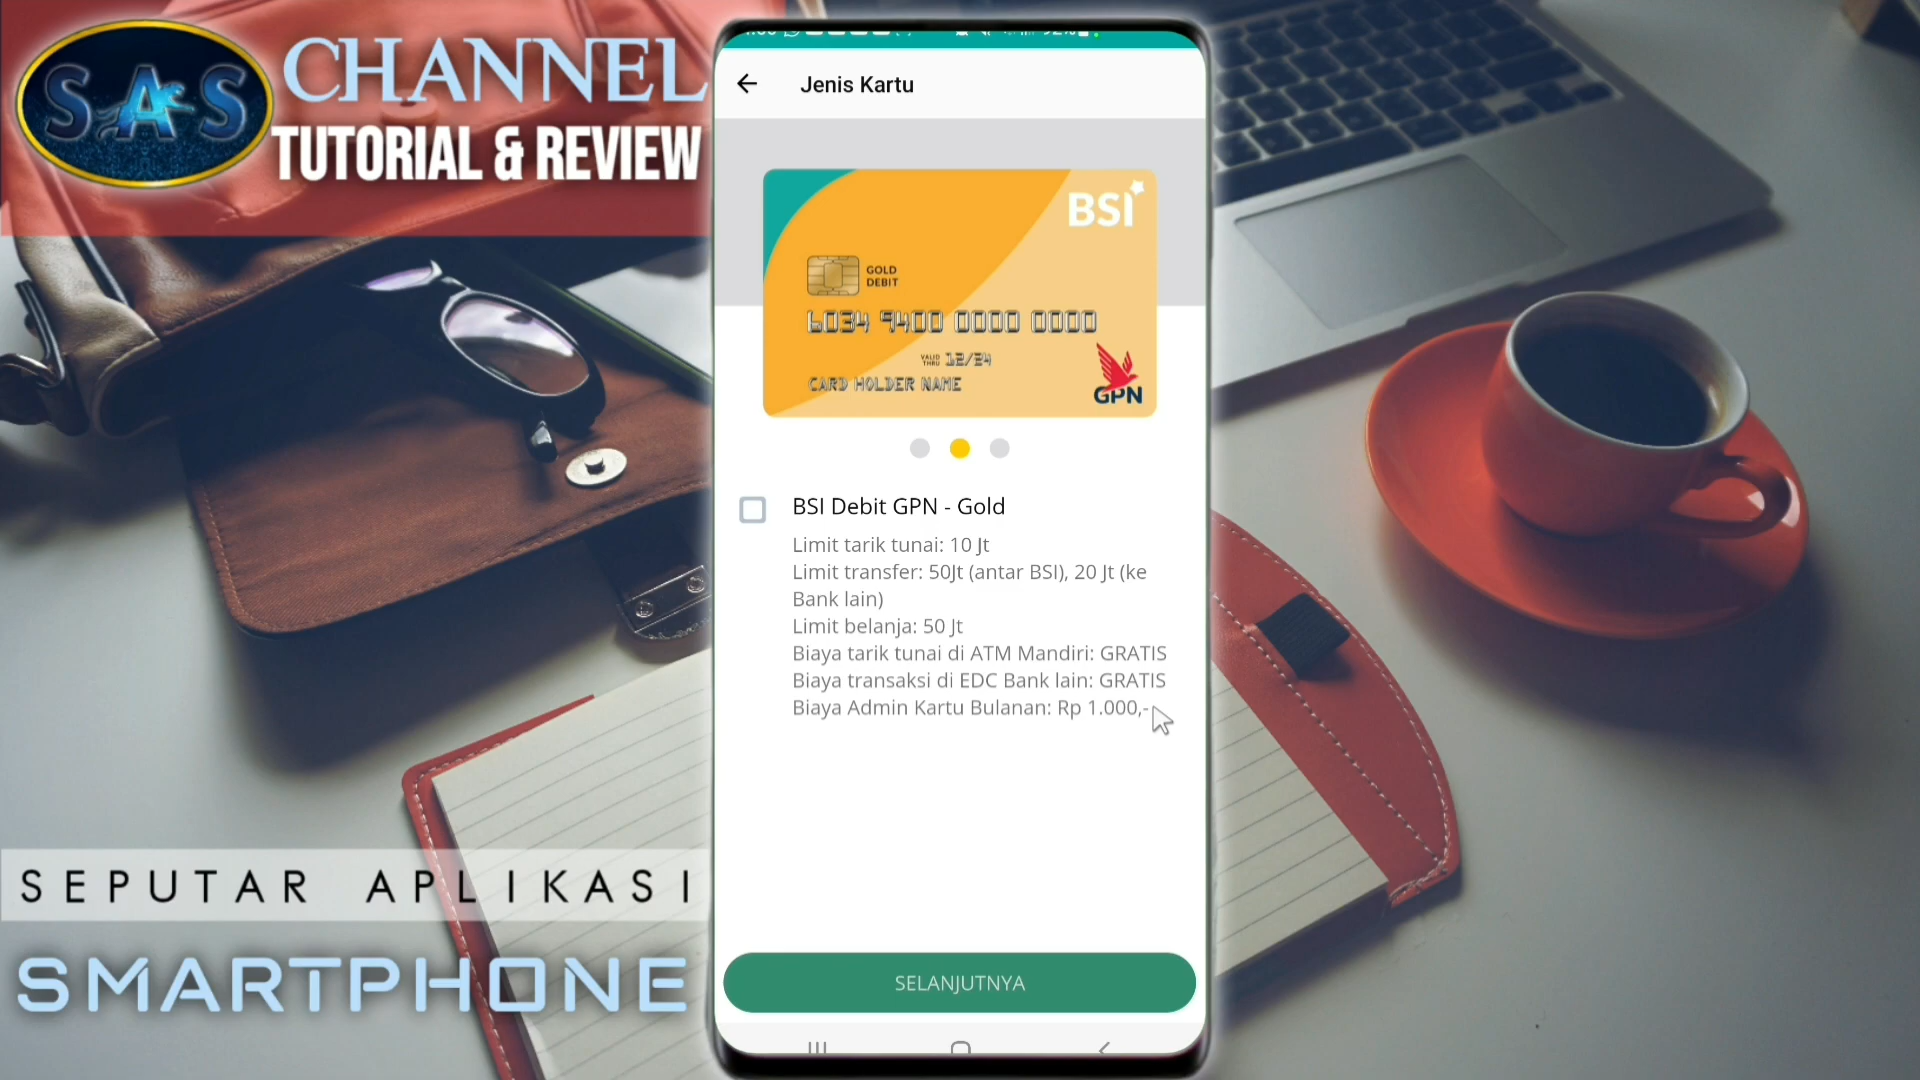 SAS
CHANNEL
TUTORIAL & REVIEW
Jenis Kartu
BSI
GOLD
DEBIT
6034 9400 0000 0000
VALID
THRU 12/24
CARD HOLDER NAME
GPN
BSI Debit GPN - Gold
Limit tarik tunai: 10 Jt
Limit transfer: 50Jt (antar BSI), 20 Jt (ke
Bank lain)
Limit belanja: 50 Jt
Biaya tarik tunai di ATM Mandiri: GRATIS
Biaya transaksi di EDC Bank lain: GRATIS
Biaya Admin Kartu Bulanan: Rp 1.000,-
SELANJUTNYA
SEPUTAR APLIKASI
SMARTPHONE